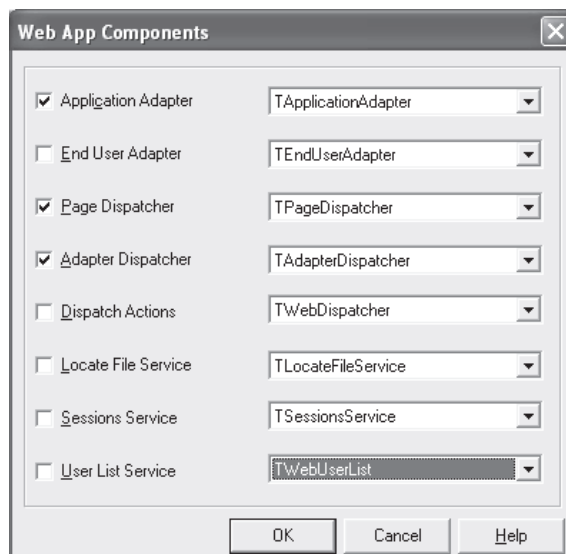 Web App Components
Application Adapter TApplicationAdapter
End User Adapter TEndUserAdapter
Page Dispatcher TPageDispatcher
Adapter Dispatcher TAdapterDispatcher
Dispatch Actions TWebDispatcher
Locate File Service TLocateFileService
Sessions Service TSessionsService
User List Service TWebUserList
OK Cancel Help